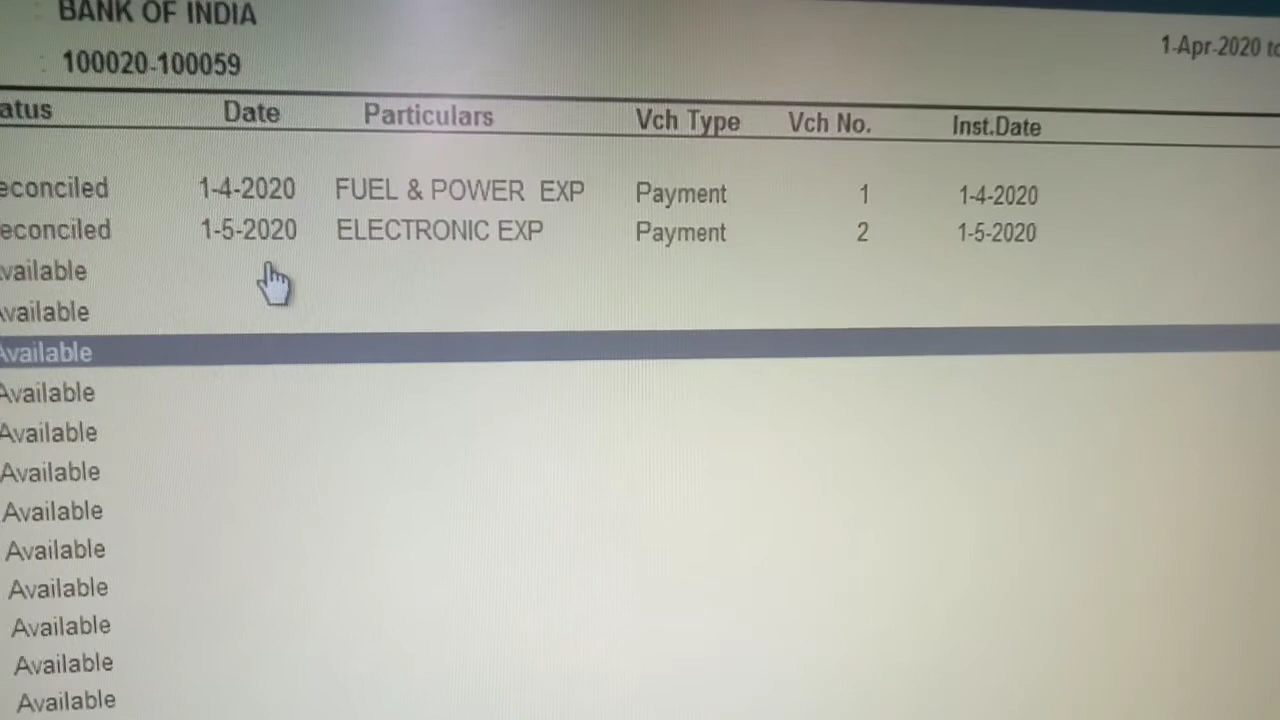 : BANK OF INDIA
: 100020-100059
1-Apr-2020 to
atus Date Particulars Vch Type Vch No. Inst.Date
econciled 1-4-2020 FUEL & POWER EXP Payment 1 1-4-2020
econciled 1-5-2020 ELECTRONIC EXP Payment 2 1-5-2020
vailable
Available
Available
Available
Available
Available
Available
Available
Available
Available
Available
Available